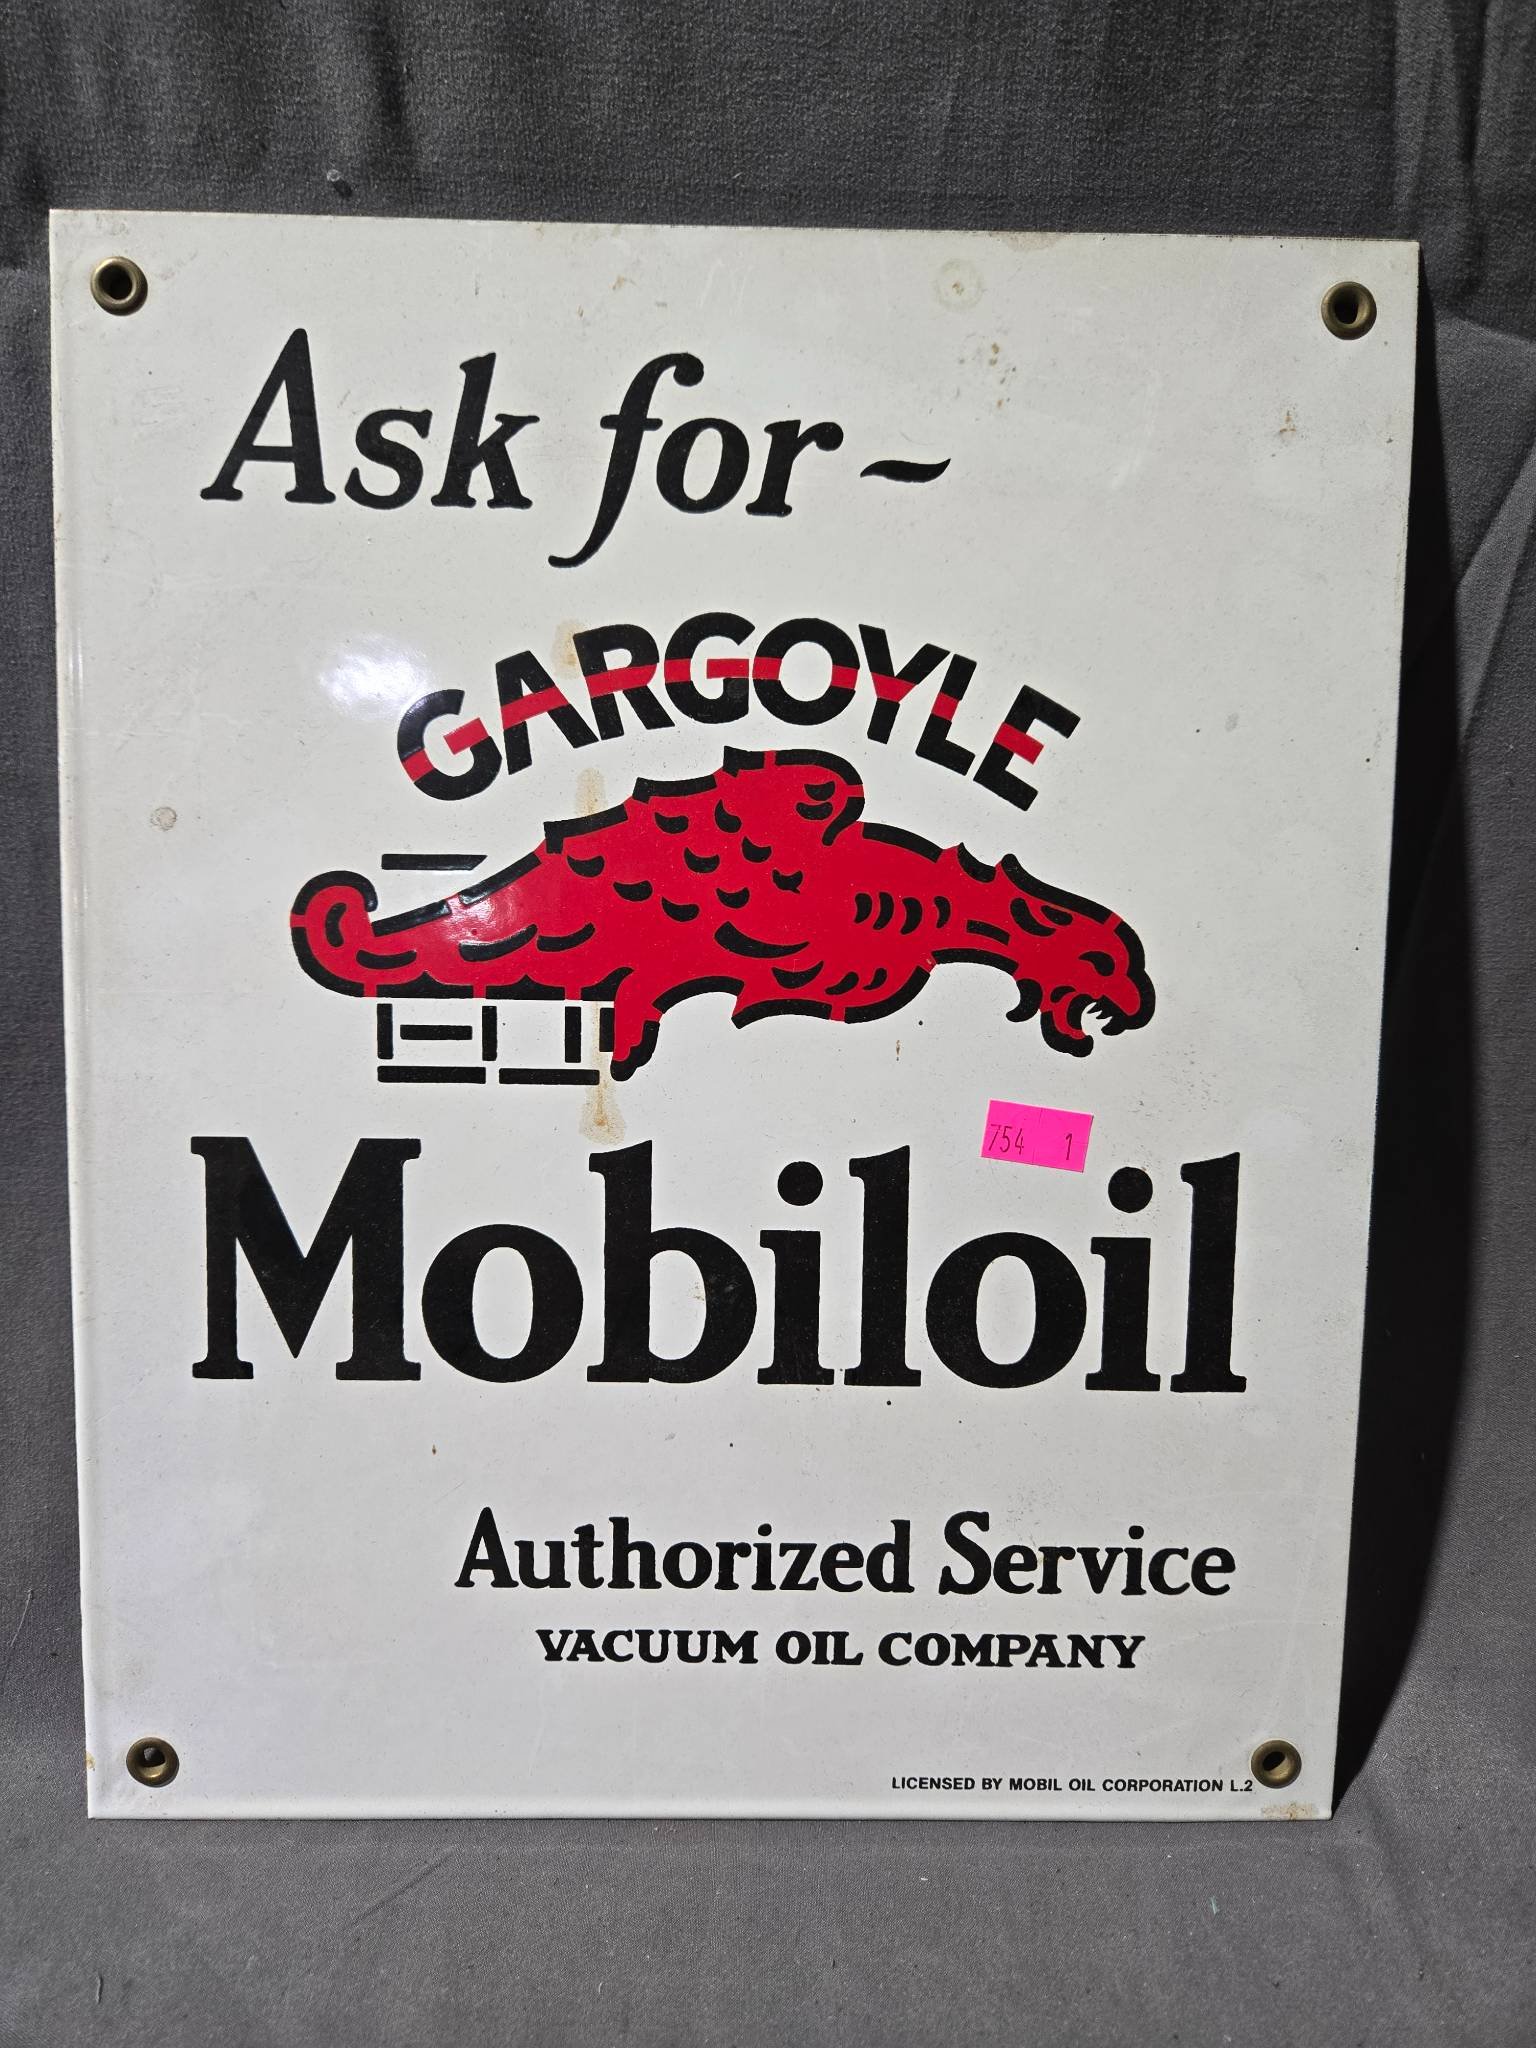 Ask for ~
GARGOYLE
754 1
Mobiloil
Authorized Service
VACUUM OIL COMPANY
LICENSED BY MOBIL OIL CORPORATION L.2